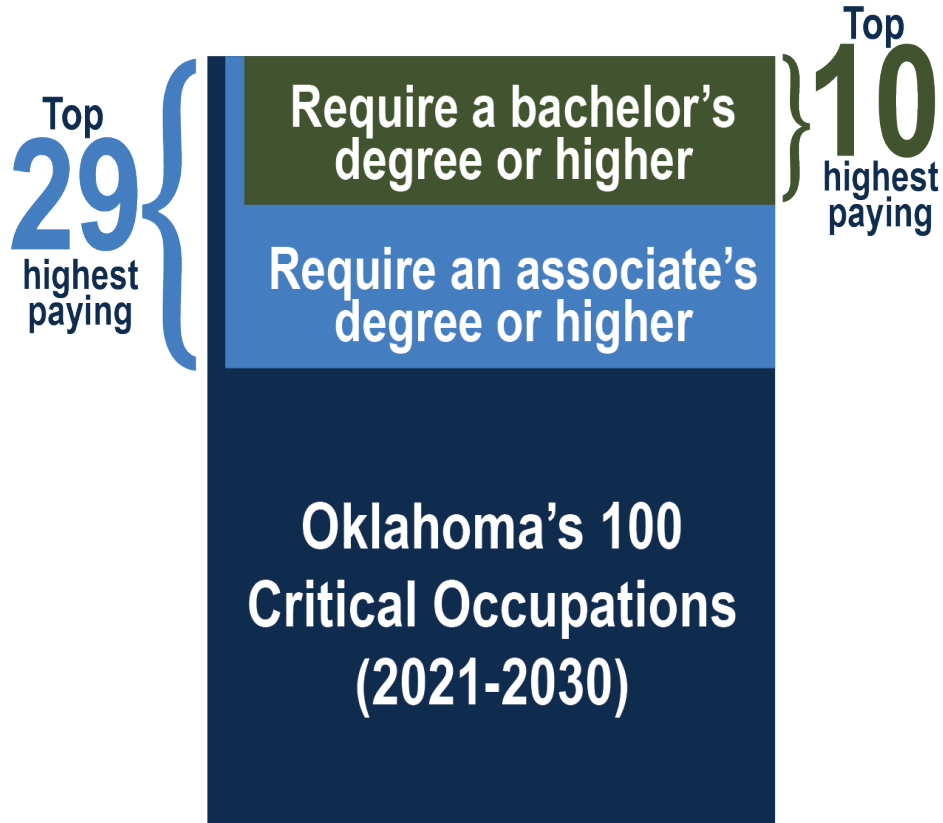 Top
29
highest
paying
Require a bachelor’s
degree or higher
Top
10
highest
paying
Require an associate’s
degree or higher
Oklahoma’s 100
Critical Occupations
(2021-2030)